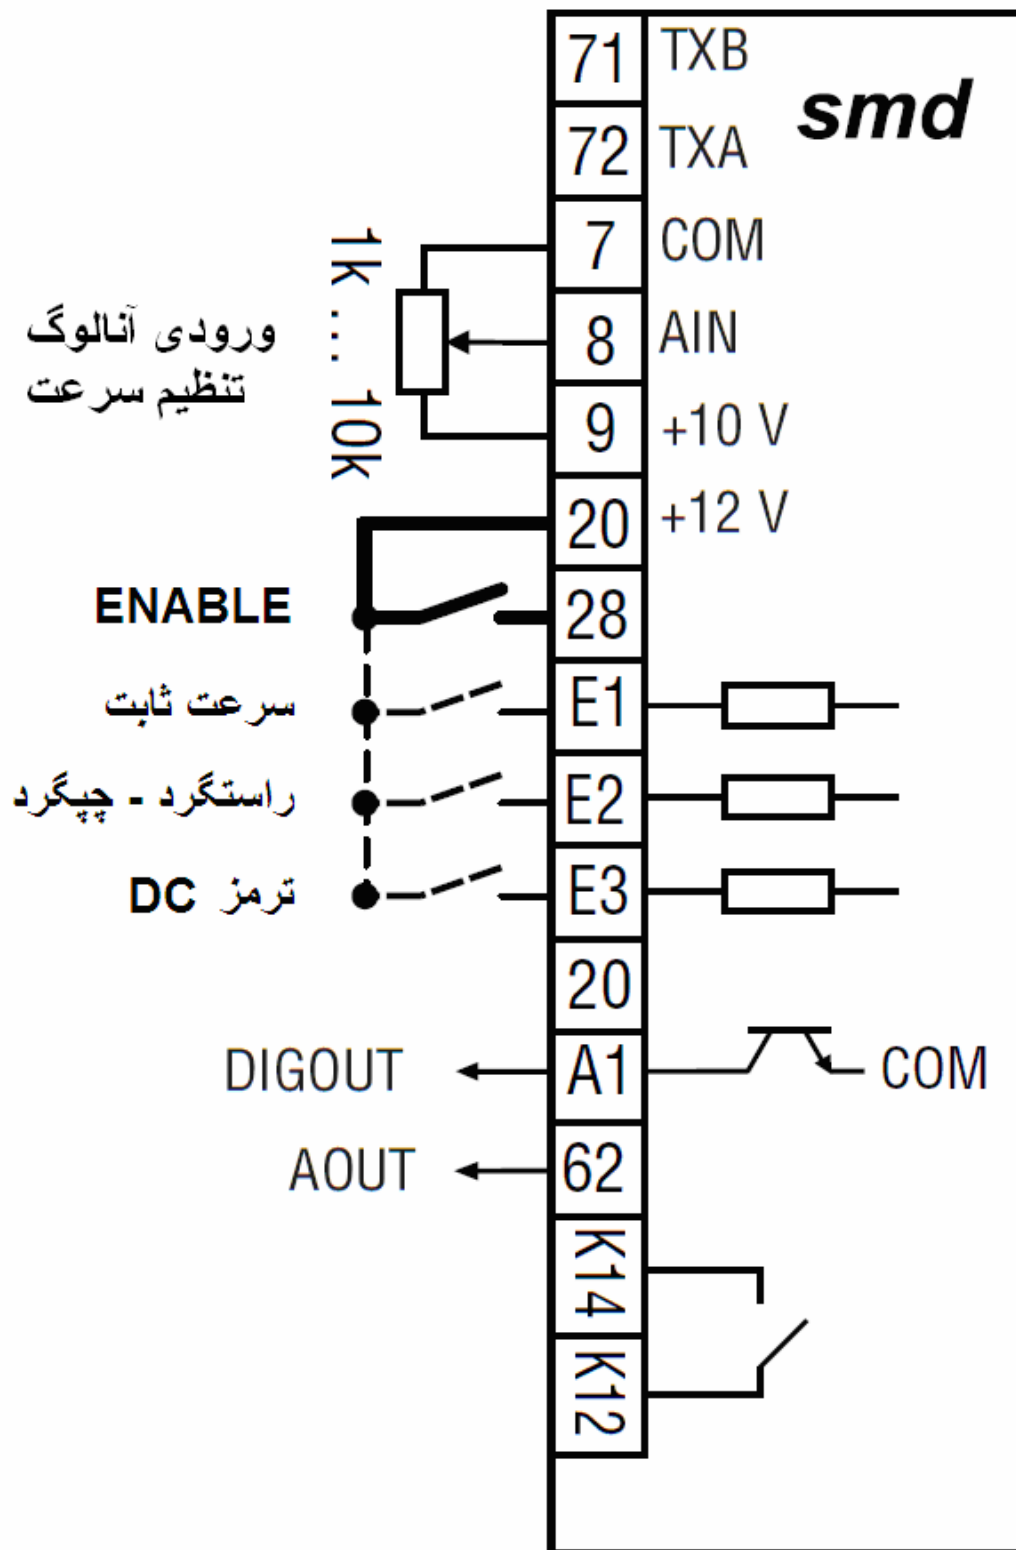 71 TXB
smd
72 TXA
7 COM
1k ... 10k
ورودی آنالوگ
تنظیم سرعت
8 AIN
9 +10 V
20 +12 V
ENABLE 28
سرعت ثابت E1
راستگرد - چپگرد E2
ترمز DC E3
20
DIGOUT A1 COM
AOUT 62
K14
K12